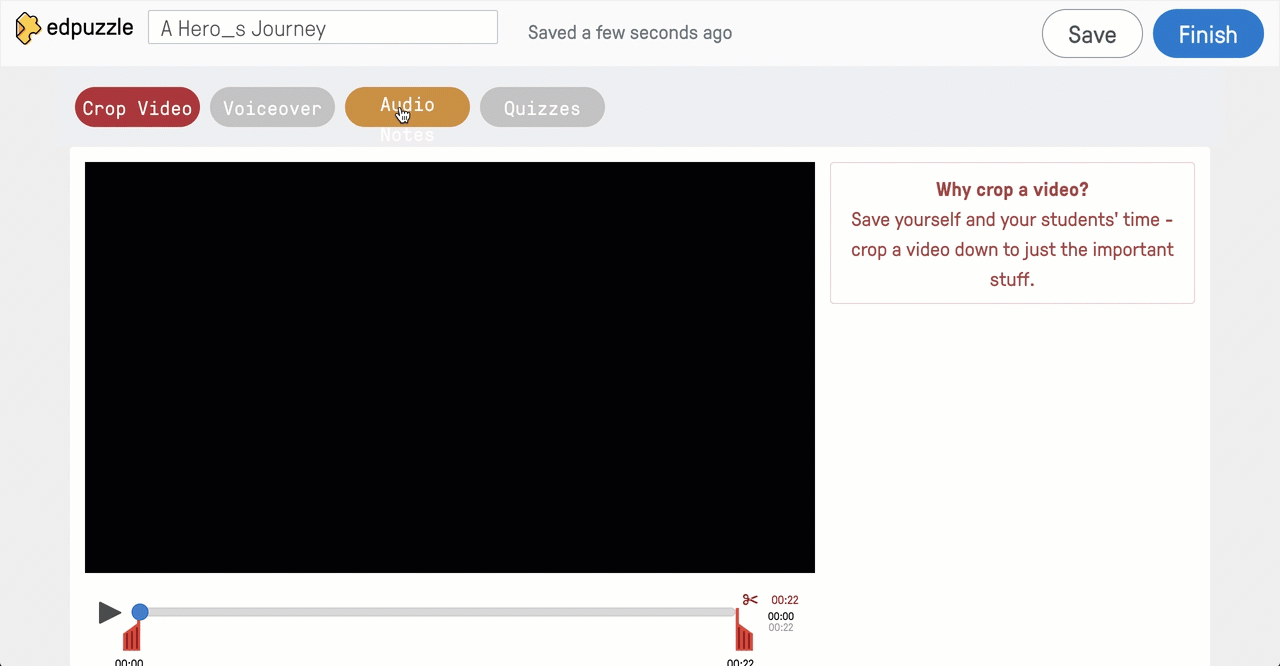 edpuzzle
A Hero_s Journey
Saved a few seconds ago
Save
Finish
Crop Video
Voiceover
Audio
Notes
Quizzes
Why crop a video?
Save yourself and your students' time -
crop a video down to just the important
stuff.
00:22
00:00
00:22
00:00
00:22